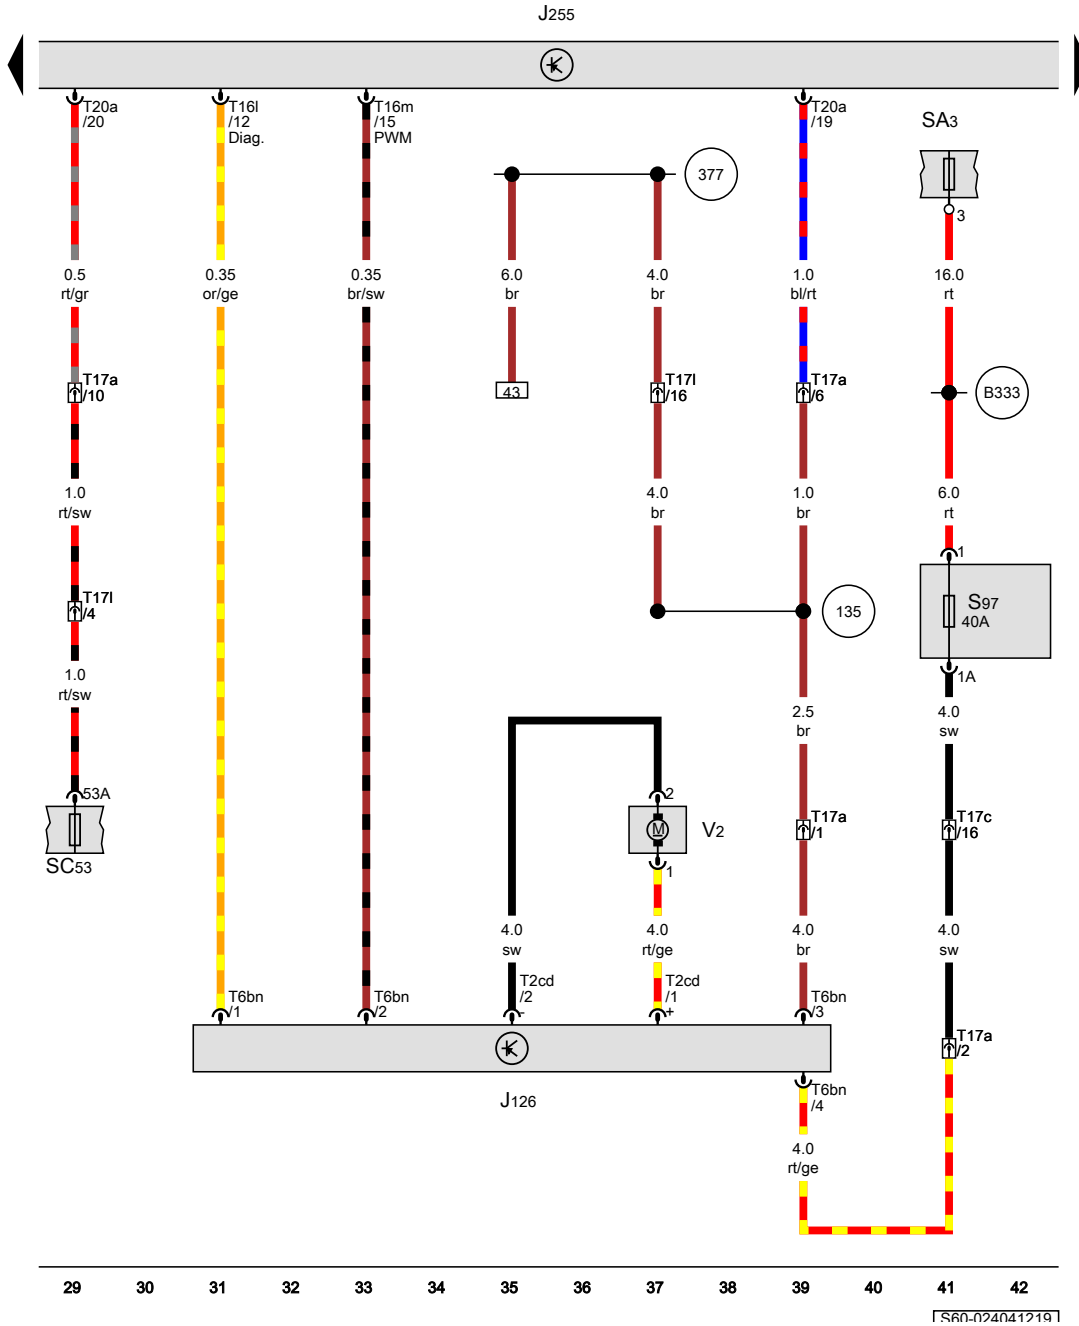 J255
T20a
/20
T16l
/12
Diag.
T16m
/15
PWM
T20a
/19
SA3
377
3
0.5
rt/gr
0.35
or/ge
0.35
br/sw
6.0
br
4.0
br
1.0
bl/rt
16.0
rt
T17a
/10
43
T17l
/16
T17a
/6
B333
1.0
rt/sw
4.0
br
1.0
br
6.0
rt
1
T17l
/4
135
S97
40A
1.0
rt/sw
1A
2.5
br
4.0
sw
53A
2
M
V2
T17a
/1
T17c
/16
SC53
1
4.0
sw
4.0
rt/ge
4.0
br
4.0
sw
T6bn
/1
T6bn
/2
T2cd
/2
-
T2cd
/1
+
T6bn
/3
T17a
/2
J126
T6bn
/4
4.0
rt/ge
29 30 31 32 33 34 35 36 37 38 39 40 41 42
S60-024041219